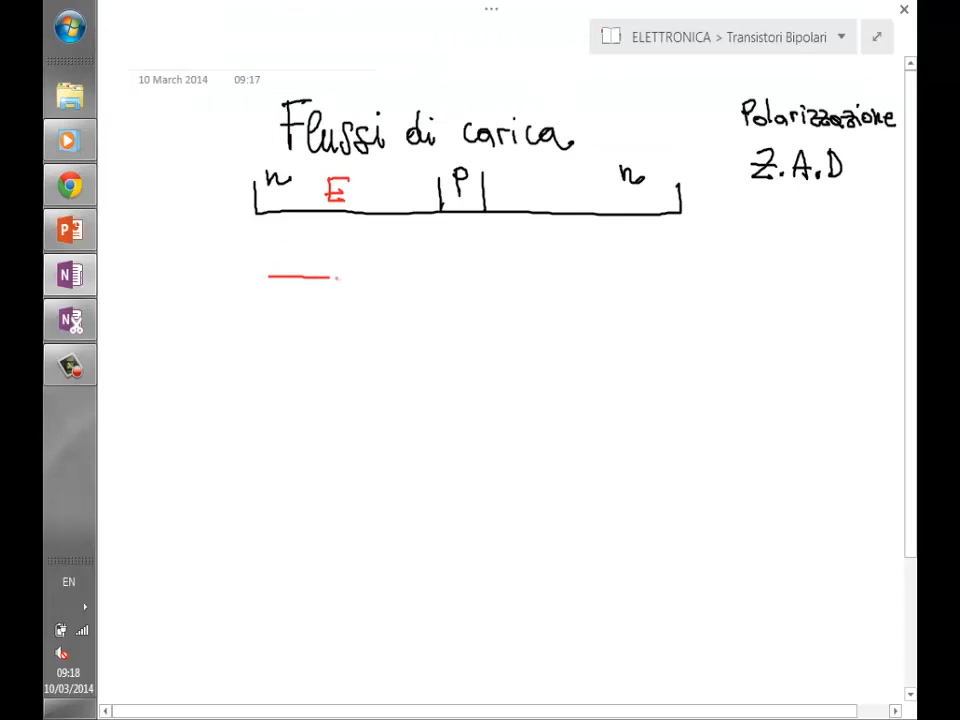 ELETTRONICA > Transistori Bipolari
10 March 2014 09:17
Flussi di carica
Polarizzazione
Z.A.D
n E P n
EN
09:18
10/03/2014